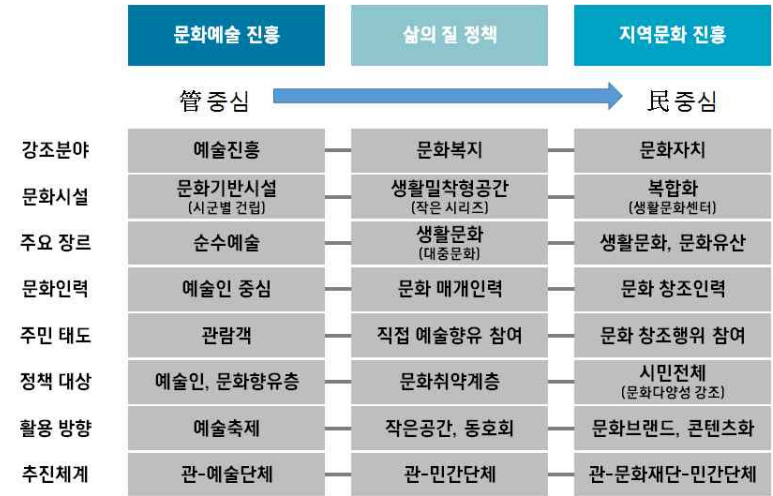 문화예술 진흥 삶의 질 정책 지역문화 진흥
管 중심 民 중심
강조분야 예술진흥 문화복지 문화자치
문화시설 문화기반시설 생활밀착형공간 복합화
(시군별 건립) (작은 시리즈) (생활문화센터)
주요 장르 순수예술 생활문화 생활문화, 문화유산
(대중문화)
문화인력 예술인 중심 문화 매개인력 문화 창조인력
주민 태도 관람객 직접 예술향유 참여 문화 창조행위 참여
정책 대상 예술인, 문화향유층 문화취약계층 시민전체
(문화다양성 강조)
활용 방향 예술축제 작은공간, 동호회 문화브랜드, 콘텐츠화
추진체계 관-예술단체 관-민간단체 관-문화재단-민간단체